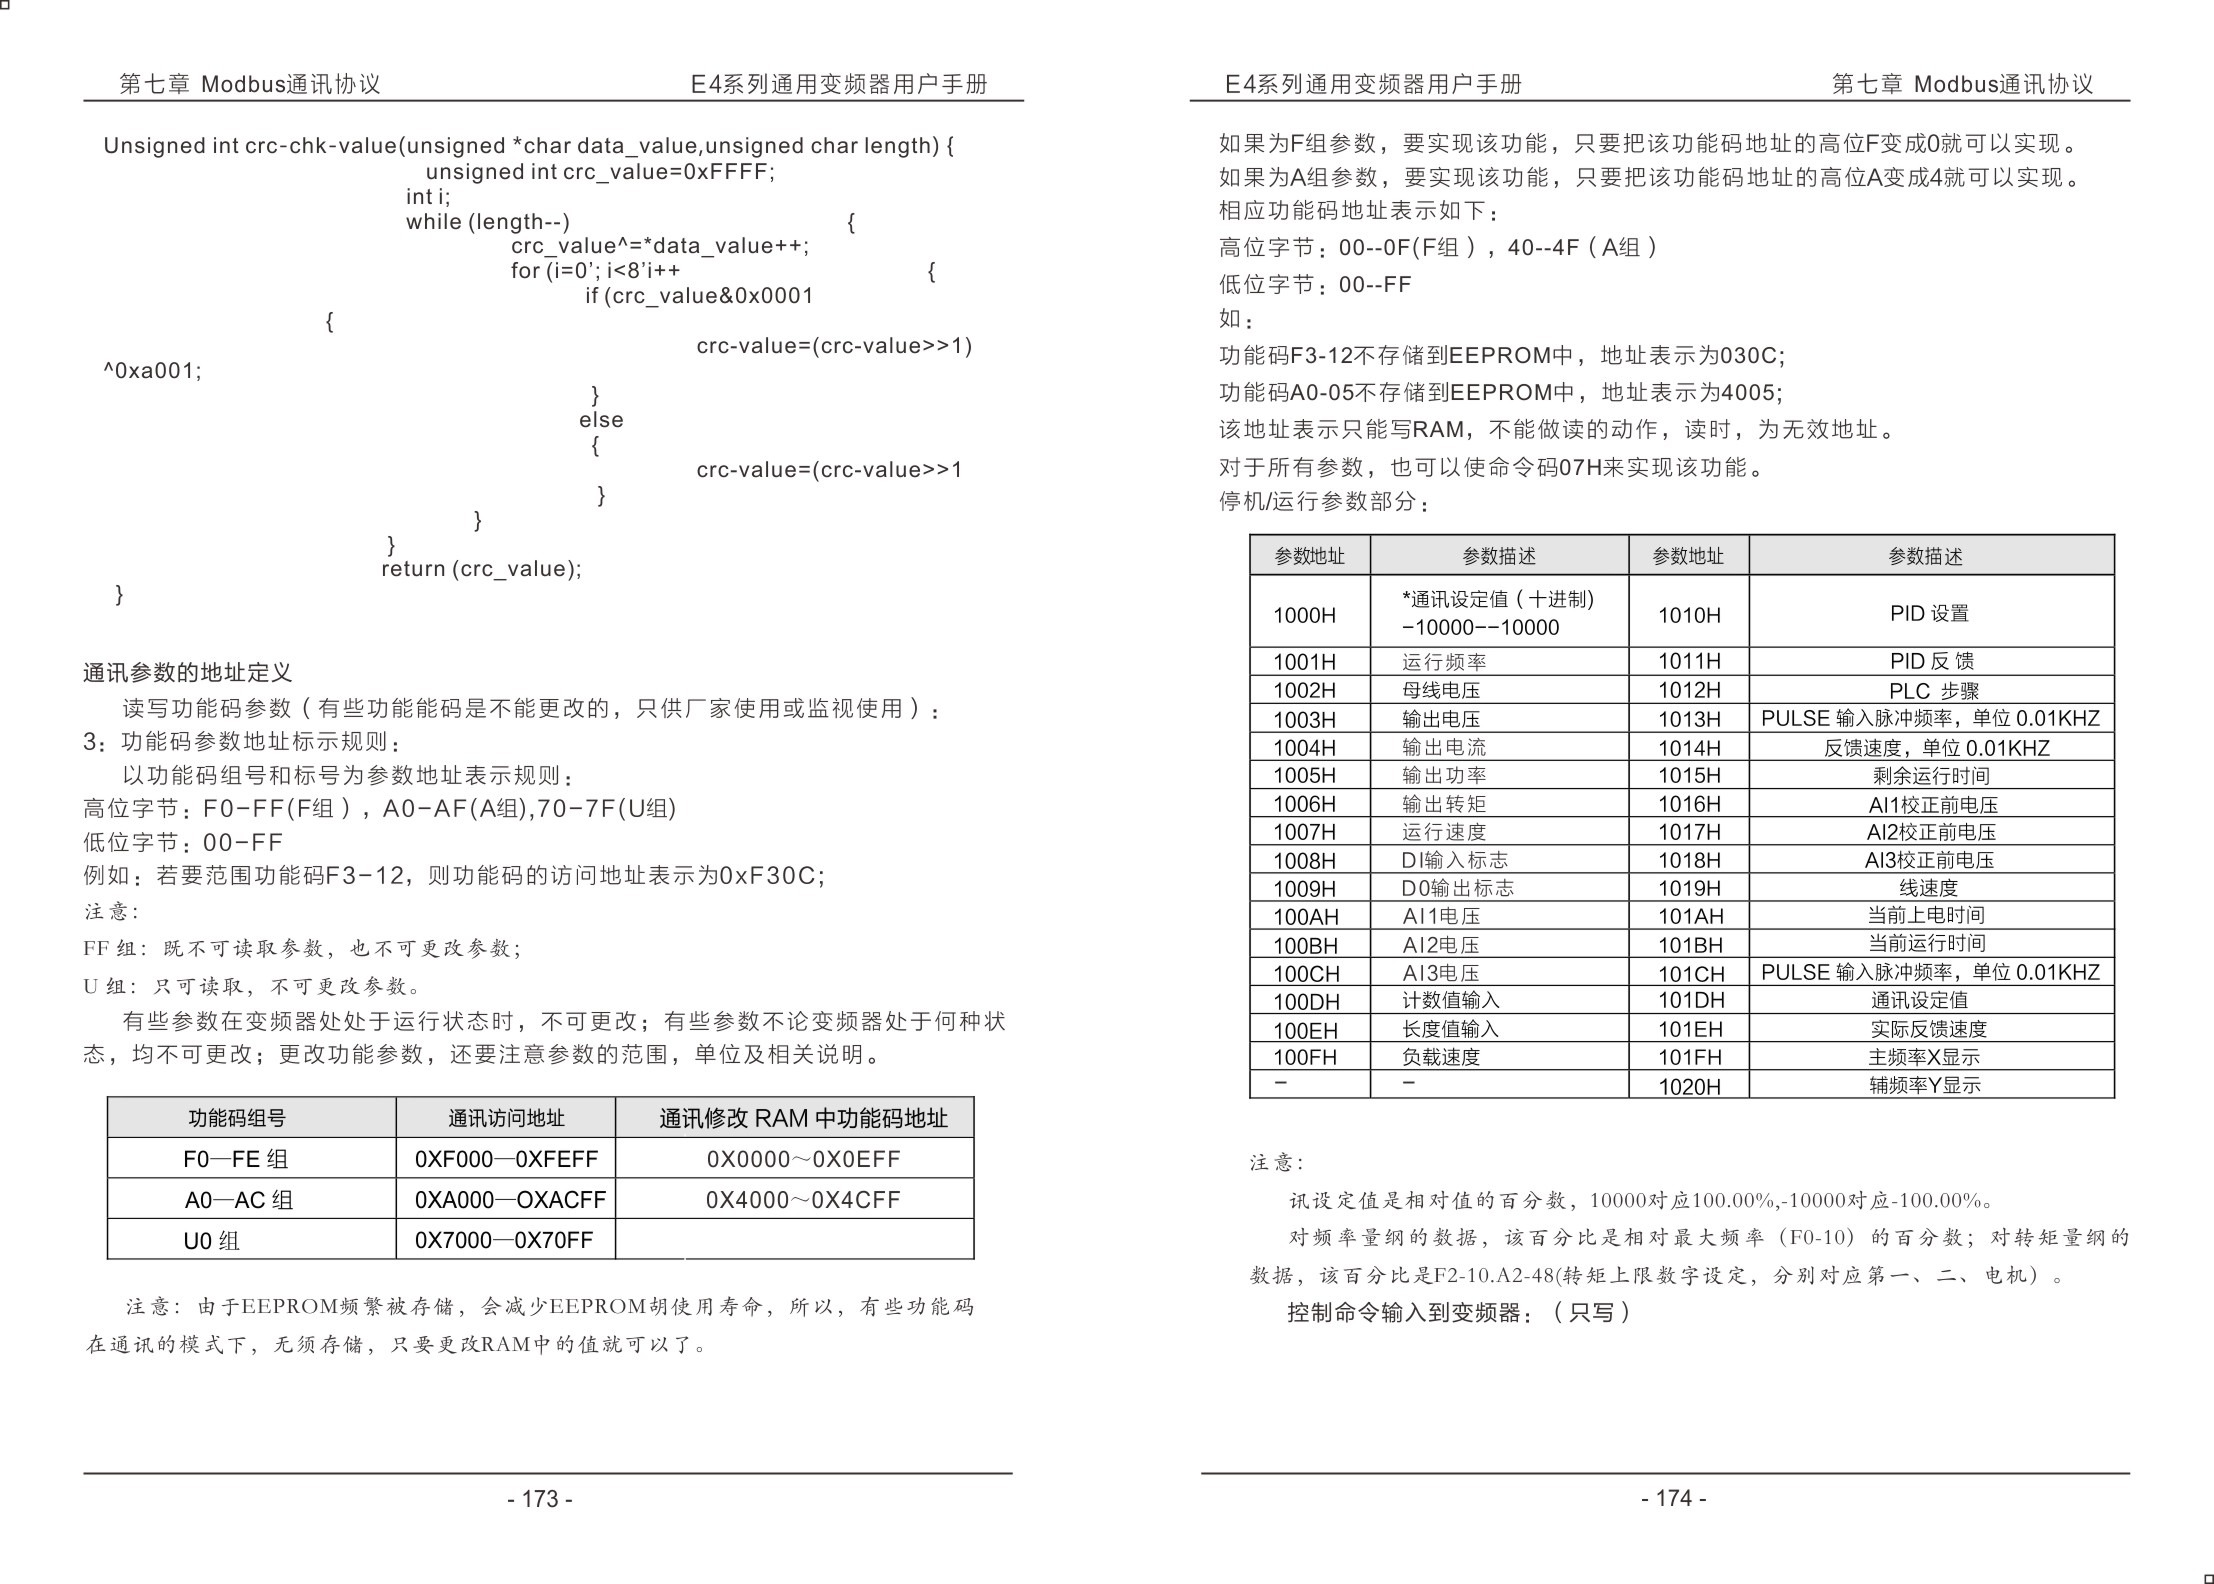 第七章 Modbus通讯协议 E4系列通用变频器用户手册
Unsigned int crc-chk-value(unsigned *char data_value,unsigned char length) {
unsigned int crc_value=0xFFFF;
int i;
while (length--) {
crc_value^=*data_value++;
for (i=0’; i<8’i++ {
if (crc_value&0x0001
{
crc-value=(crc-value>>1)
^0xa001;
}
else
{
crc-value=(crc-value>>1
}
}
}
return (crc_value);
}
通讯参数的地址定义
读写功能码参数（有些功能能码是不能更改的，只供厂家使用或监视使用）：
3：功能码参数地址标示规则：
以功能码组号和标号为参数地址表示规则：
高位字节：F0−FF(F组），A0−AF(A组),70−7F(U组)
低位字节：00−FF
例如：若要范围功能码F3−12，则功能码的访问地址表示为0xF30C；
注意：
FF 组：既不可读取参数，也不可更改参数；
U 组：只可读取，不可更改参数。
有些参数在变频器处处于运行状态时，不可更改；有些参数不论变频器处于何种状
态，均不可更改；更改功能参数，还要注意参数的范围，单位及相关说明。
功能码组号 通讯访问地址 通讯修改 RAM 中功能码地址
F0—FE 组 0XF000—0XFEFF 0X0000～0X0EFF
A0—AC 组 0XA000—OXACFF 0X4000～0X4CFF
U0 组 0X7000—0X70FF
注意：由于EEPROM频繁被存储，会减少EEPROM胡使用寿命，所以，有些功能码
在通讯的模式下，无须存储，只要更改RAM中的值就可以了。
- 173 -
E4系列通用变频器用户手册 第七章 Modbus通讯协议
如果为F组参数，要实现该功能，只要把该功能码地址的高位F变成0就可以实现。
如果为A组参数，要实现该功能，只要把该功能码地址的高位A变成4就可以实现。
相应功能码地址表示如下：
高位字节：00--0F(F组），40--4F（A组）
低位字节：00--FF
如：
功能码F3-12不存储到EEPROM中，地址表示为030C；
功能码A0-05不存储到EEPROM中，地址表示为4005；
该地址表示只能写RAM，不能做读的动作，读时，为无效地址。
对于所有参数，也可以使命令码07H来实现该功能。
停机/运行参数部分：
参数地址 参数描述 参数地址 参数描述
1000H *通讯设定值（十进制) −10000−−10000 1010H PID 设置
1001H 运行频率 1011H PID 反 馈
1002H 母线电压 1012H PLC 步骤
1003H 输出电压 1013H PULSE 输入脉冲频率，单位 0.01KHZ
1004H 输出电流 1014H 反馈速度，单位 0.01KHZ
1005H 输出功率 1015H 剩余运行时间
1006H 输出转矩 1016H AI1校正前电压
1007H 运行速度 1017H AI2校正前电压
1008H DI输入标志 1018H AI3校正前电压
1009H D0输出标志 1019H 线速度
100AH AI1电压 101AH 当前上电时间
100BH AI2电压 101BH 当前运行时间
100CH AI3电压 101CH PULSE 输入脉冲频率，单位 0.01KHZ
100DH 计数值输入 101DH 通讯设定值
100EH 长度值输入 101EH 实际反馈速度
100FH 负载速度 101FH 主频率X显示
− − 1020H 辅频率Y显示
注意：
讯设定值是相对值的百分数，10000对应100.00%,-10000对应-100.00%。
对频率量纲的数据，该百分比是相对最大频率（F0-10）的百分数；对转矩量纲的
数据，该百分比是F2-10.A2-48(转矩上限数字设定，分别对应第一、二、电机）。
控制命令输入到变频器：（只写）
- 174 -